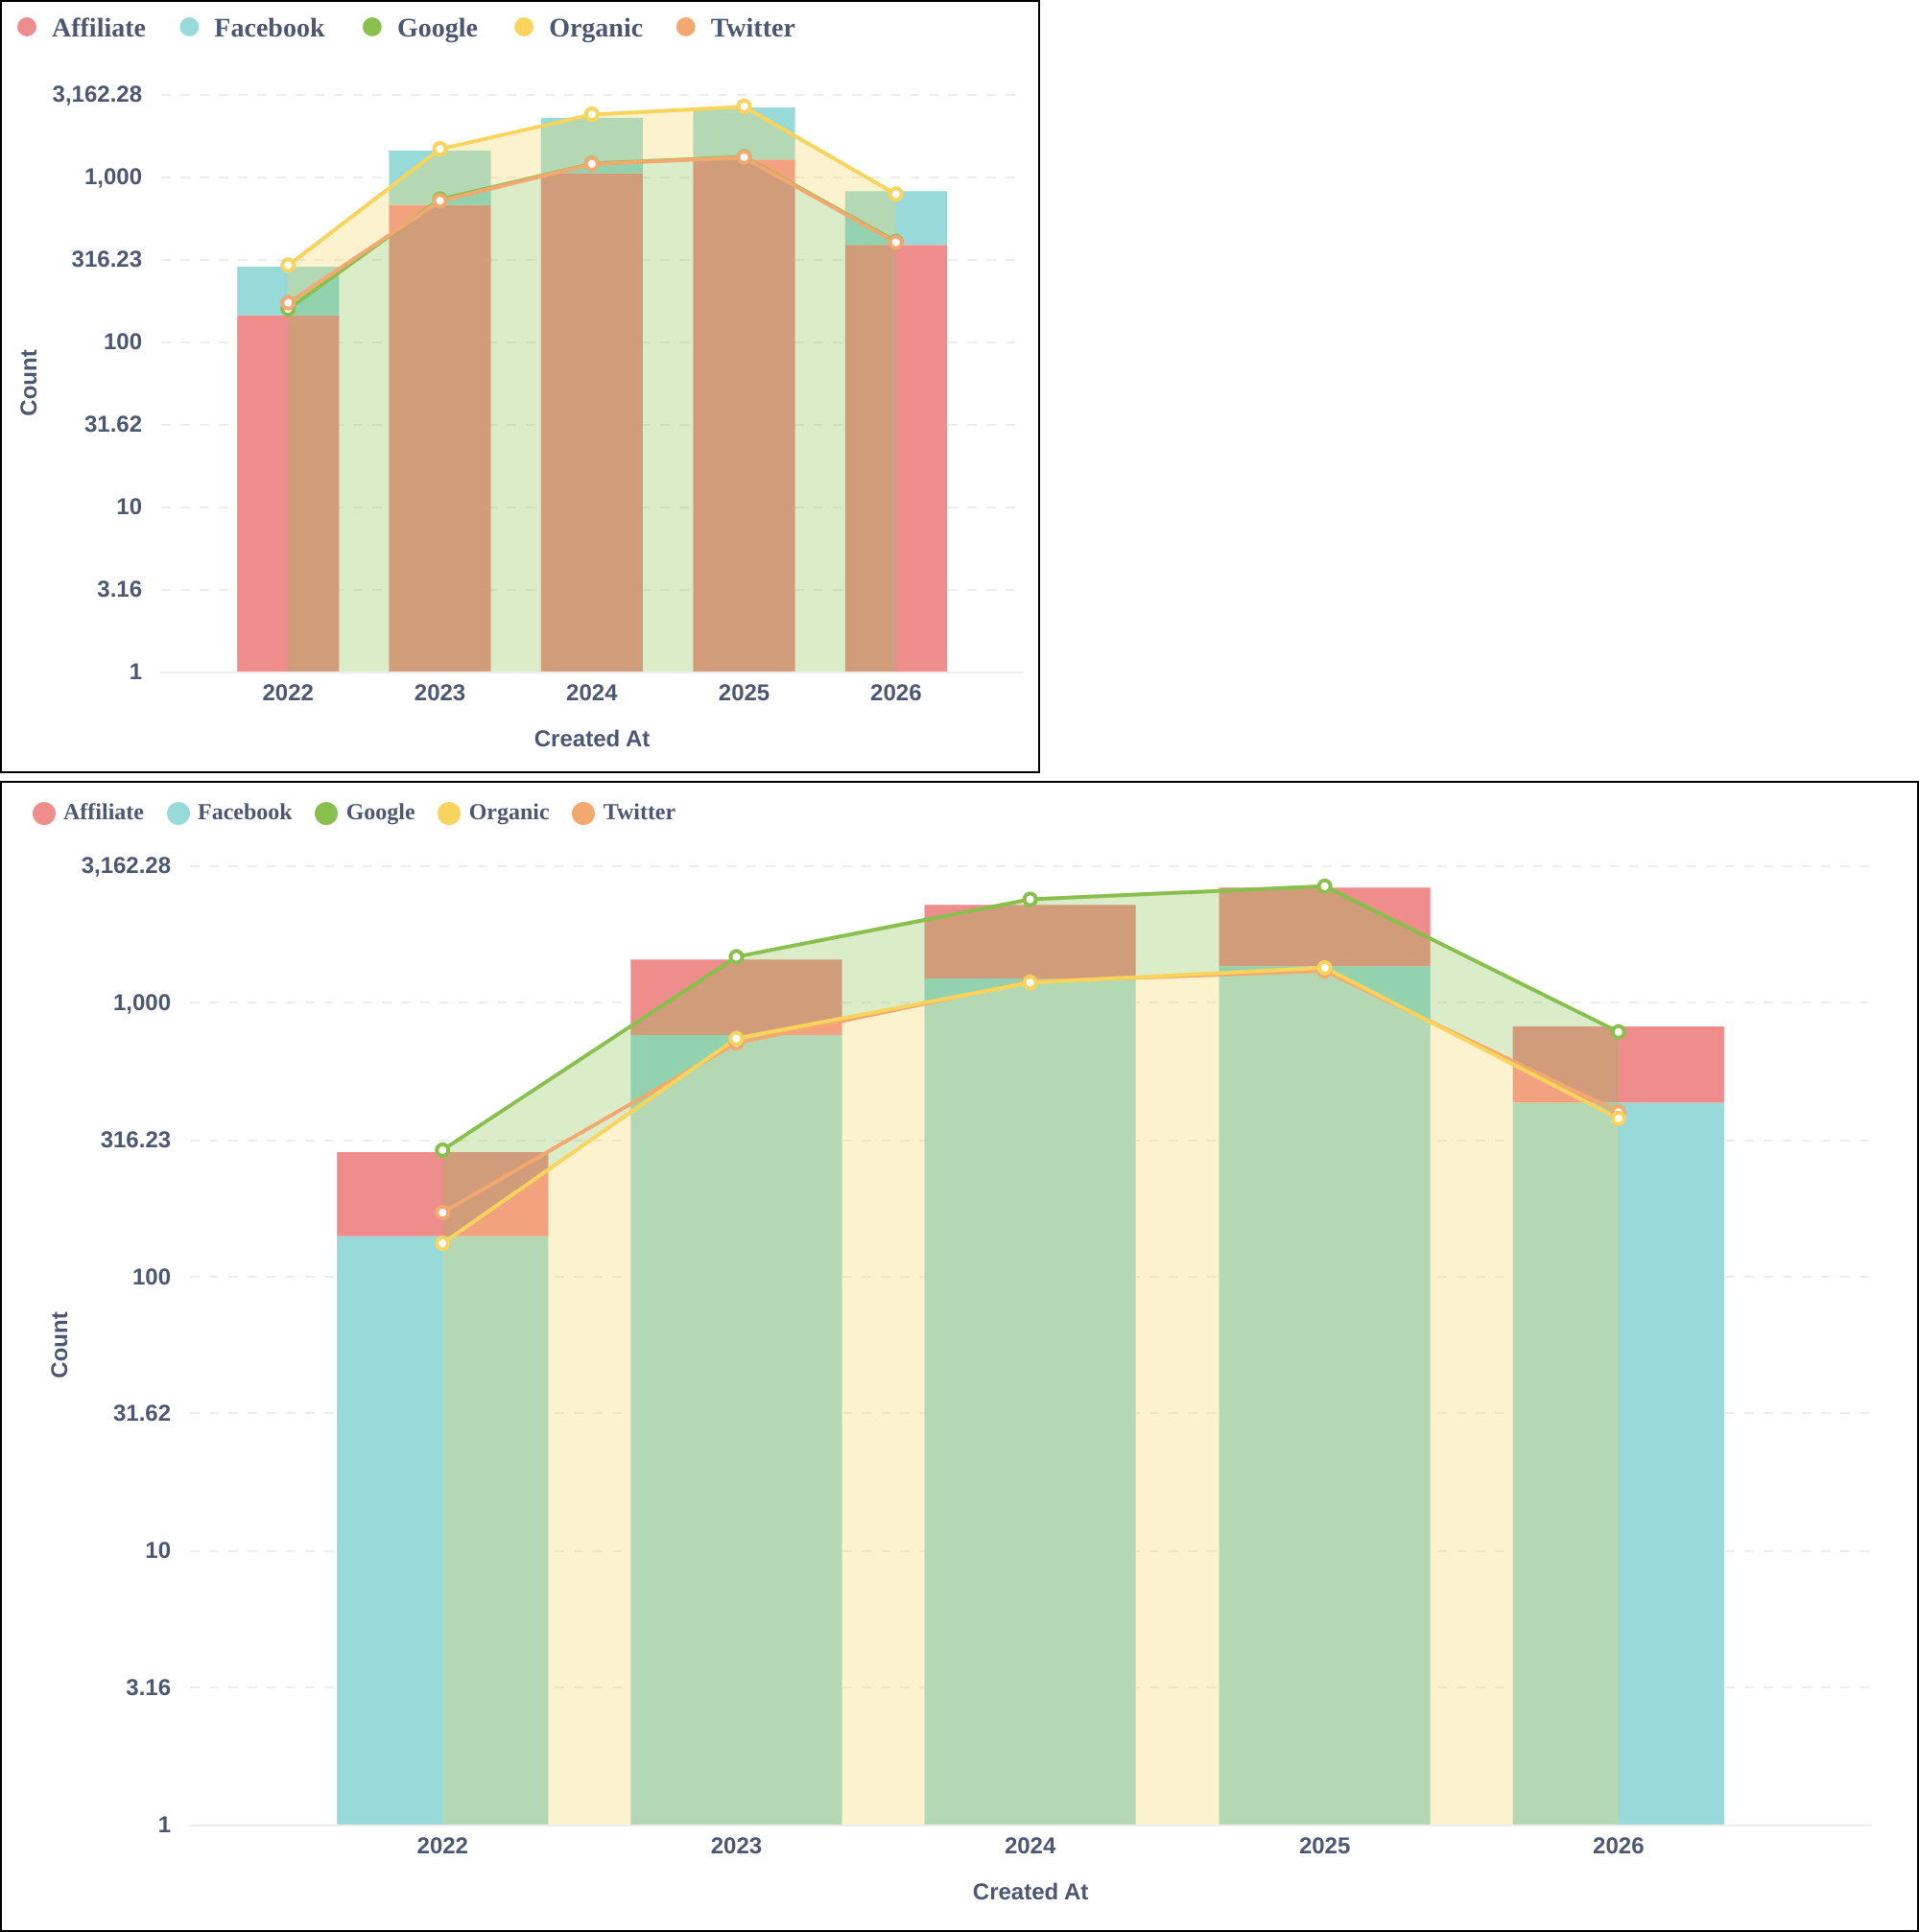 Affiliate Facebook Google Organic Twitter
3,162.28
1,000
316.23
100
31.62
10
3.16
1
Count
2022 2023 2024 2025 2026
Created At
Affiliate Facebook Google Organic Twitter
3,162.28
1,000
316.23
100
31.62
10
3.16
1
Count
2022 2023 2024 2025 2026
Created At